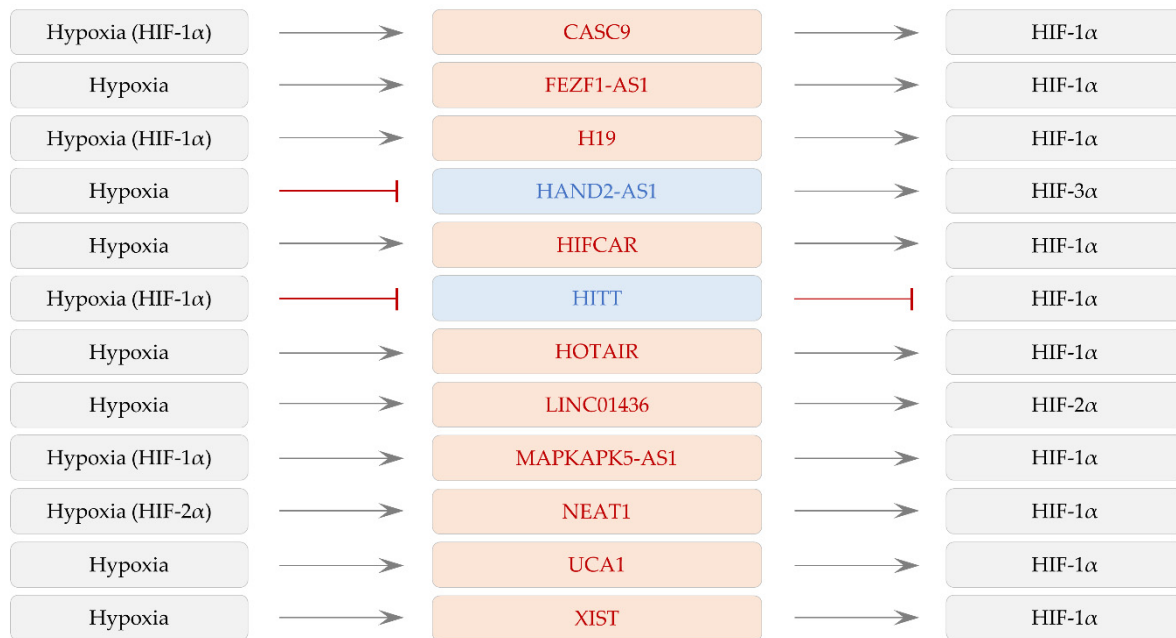 Hypoxia (HIF-1α) CASC9 HIF-1α
Hypoxia FEZF1-AS1 HIF-1α
Hypoxia (HIF-1α) H19 HIF-1α
Hypoxia HAND2-AS1 HIF-3α
Hypoxia HIFCAR HIF-1α
Hypoxia (HIF-1α) HITT HIF-1α
Hypoxia HOTAIR HIF-1α
Hypoxia LINC01436 HIF-2α
Hypoxia (HIF-1α) MAPKAPK5-AS1 HIF-1α
Hypoxia (HIF-2α) NEAT1 HIF-1α
Hypoxia UCA1 HIF-1α
Hypoxia XIST HIF-1α